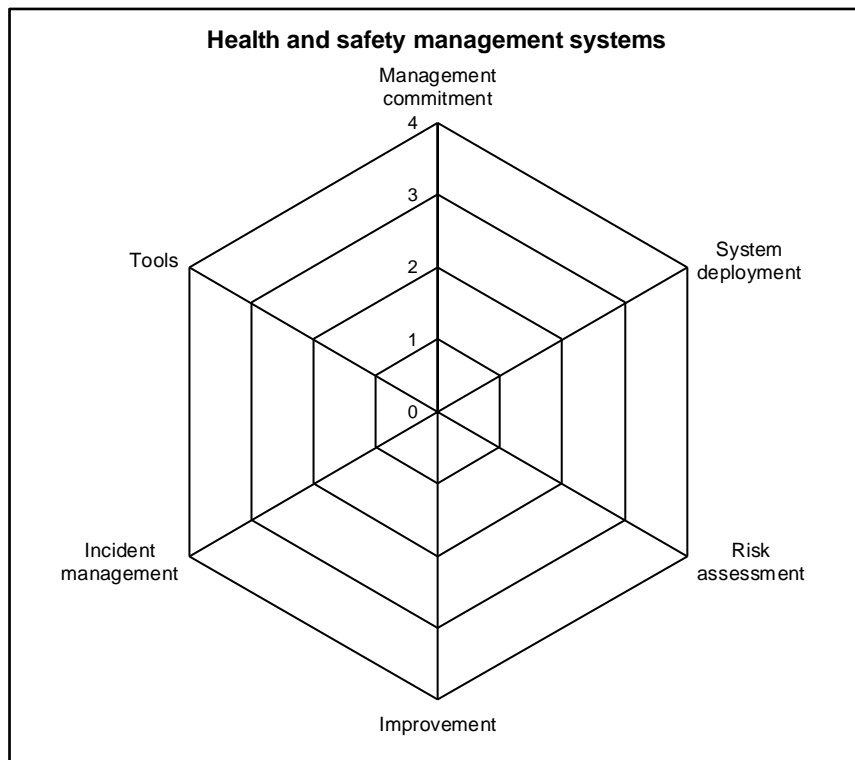 Health and safety management systems
Management
commitment
4
3
2
1
0
Tools
System
deployment
Incident
management
Risk
assessment
Improvement